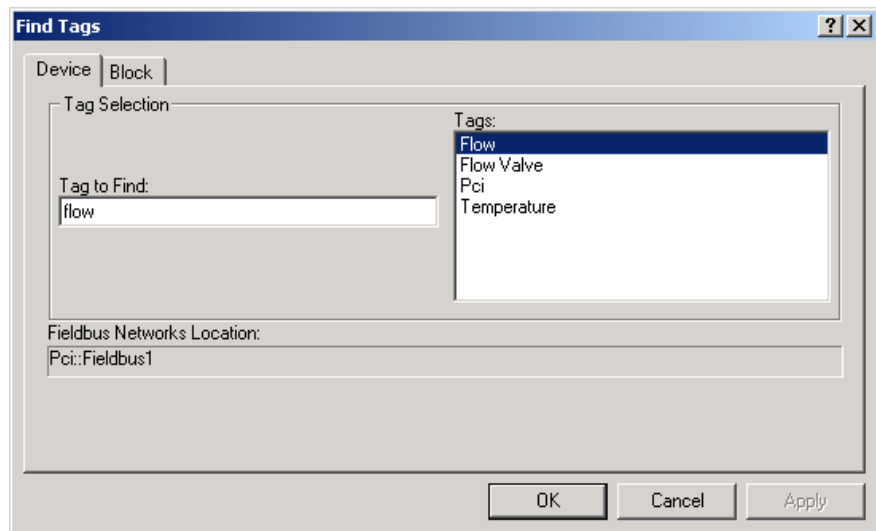 Find Tags
Device
Block
Tag Selection
Tag to Find:
flow
Tags:
Flow
Flow Valve
Pci
Temperature
Fieldbus Networks Location:
Pci::Fieldbus1
OK
Cancel
Apply